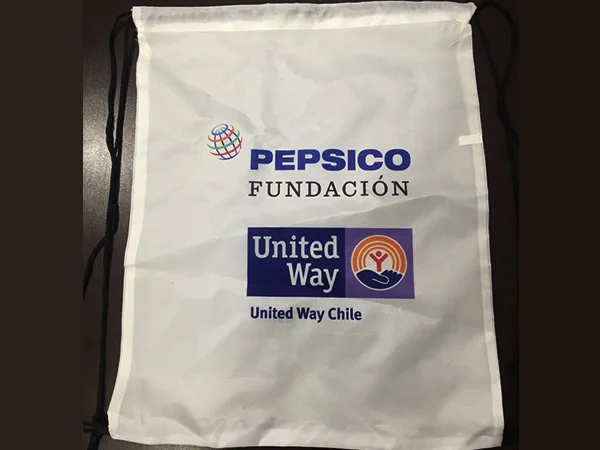 PEPSICO
FUNDACIÓN
United
Way
United Way Chile